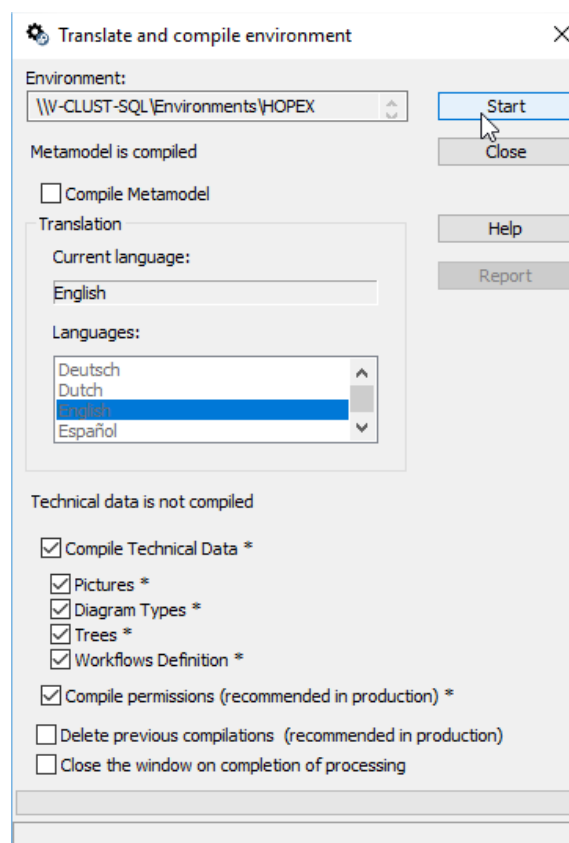 Translate and compile environment
Environment:
\\V-CLUST-SQL\Environments\HOPEX
Start
Metamodel is compiled
Close
Compile Metamodel
Translation
Help
Current language:
Report
English
Languages:
Deutsch
Dutch
English
Español
Technical data is not compiled
Compile Technical Data *
Pictures *
Diagram Types *
Trees *
Workflows Definition *
Compile permissions (recommended in production) *
Delete previous compilations (recommended in production)
Close the window on completion of processing